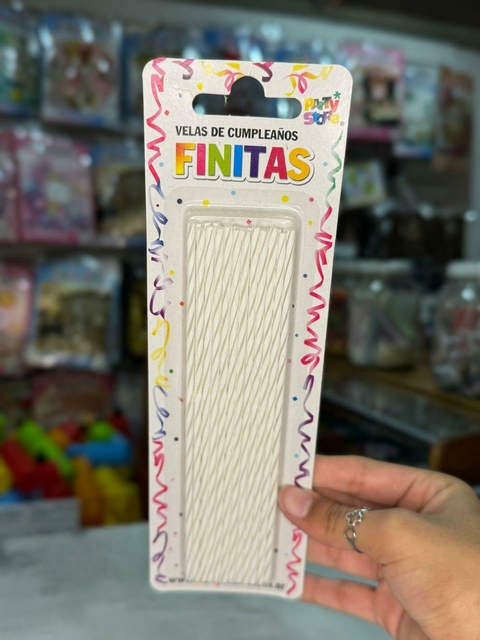 PARTY
STORE
VELAS DE CUMPLEAÑOS
FINITAS